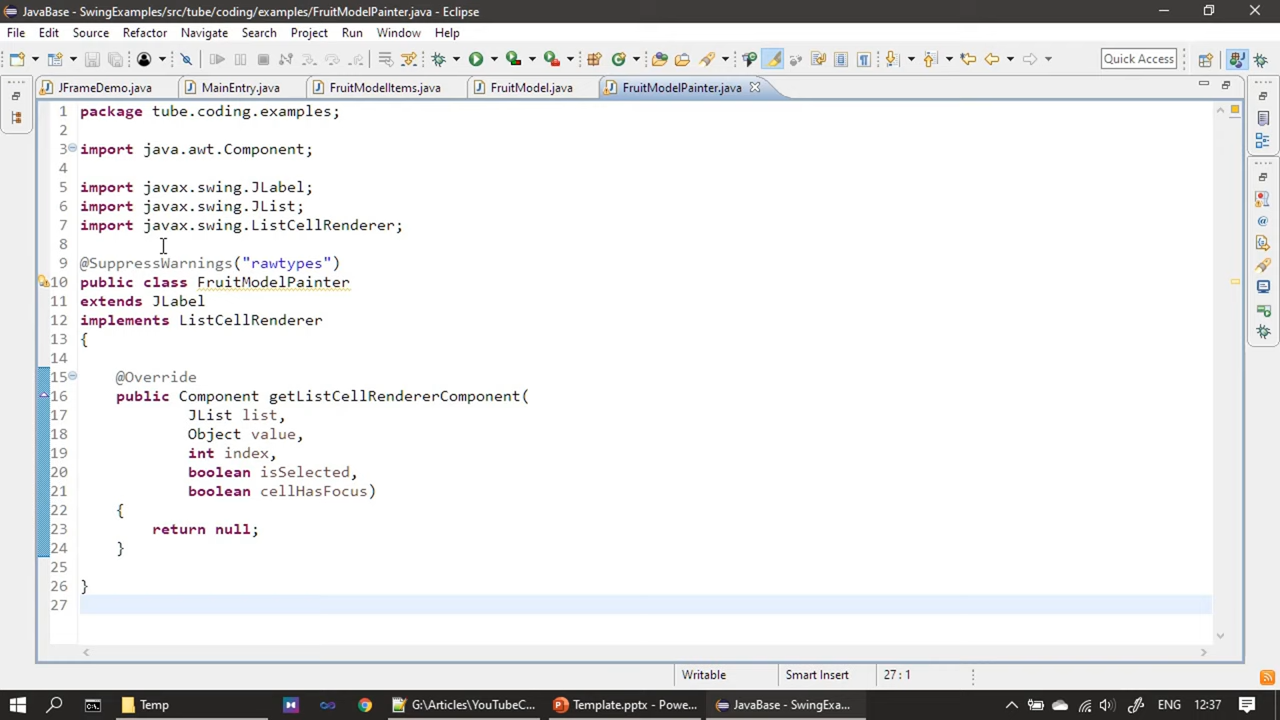 JavaBase - SwingExamples/src/tube/coding/examples/FruitModelPainter.java - Eclipse
File Edit Source Refactor Navigate Search Project Run Window Help
Quick Access
JFrameDemo.java MainEntry.java FruitModelItems.java FruitModel.java FruitModelPainter.java
1 package tube.coding.examples;
2
3 import java.awt.Component;
4
5 import javax.swing.JLabel;
6 import javax.swing.JList;
7 import javax.swing.ListCellRenderer;
8
9 @SuppressWarnings("rawtypes")
10 public class FruitModelPainter
11 extends JLabel
12 implements ListCellRenderer
13 {
14
15 @Override
16 public Component getListCellRendererComponent(
17 JList list,
18 Object value,
19 int index,
20 boolean isSelected,
21 boolean cellHasFocus)
22 {
23 return null;
24 }
25
26 }
27
Writable Smart Insert 27 : 1
Temp G:\Articles\YouTubeC... Template.pptx - Powe... JavaBase - SwingExa... 12:37